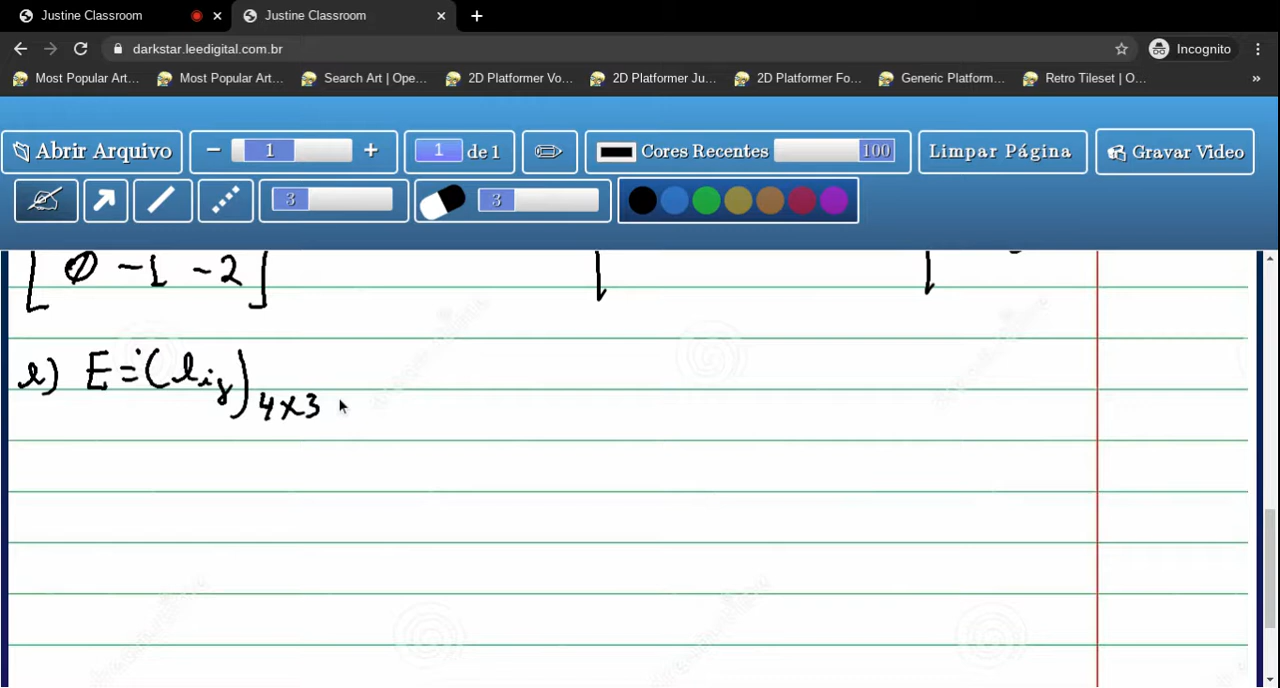 Justine Classroom
Justine Classroom
darkstar.leedigital.com.br
Incognito
Most Popular Art...
Most Popular Art...
Search Art | Ope...
2D Platformer Vo...
2D Platformer Ju...
2D Platformer Fo...
Generic Platform...
Retro Tileset | O...
»
Abrir Arquivo
− 1 +
1 de 1
Cores Recentes
100
Limpar Página
Gravar Video
3
3
[ 0 -1 -2 ]
e) E = (eij)4x3